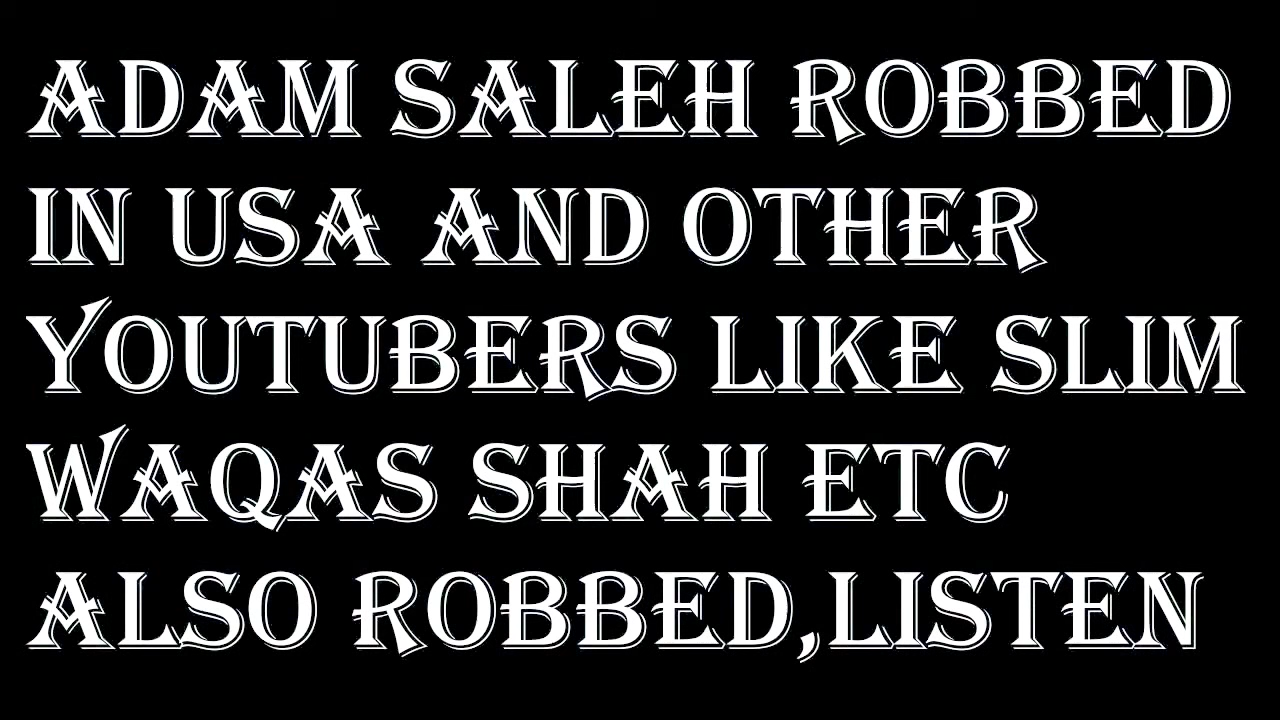 ADAM SALEH ROBBED
IN USA AND OTHER
YOUTUBERS LIKE SLIM
WAQAS SHAH ETC
ALSO ROBBED,LISTEN